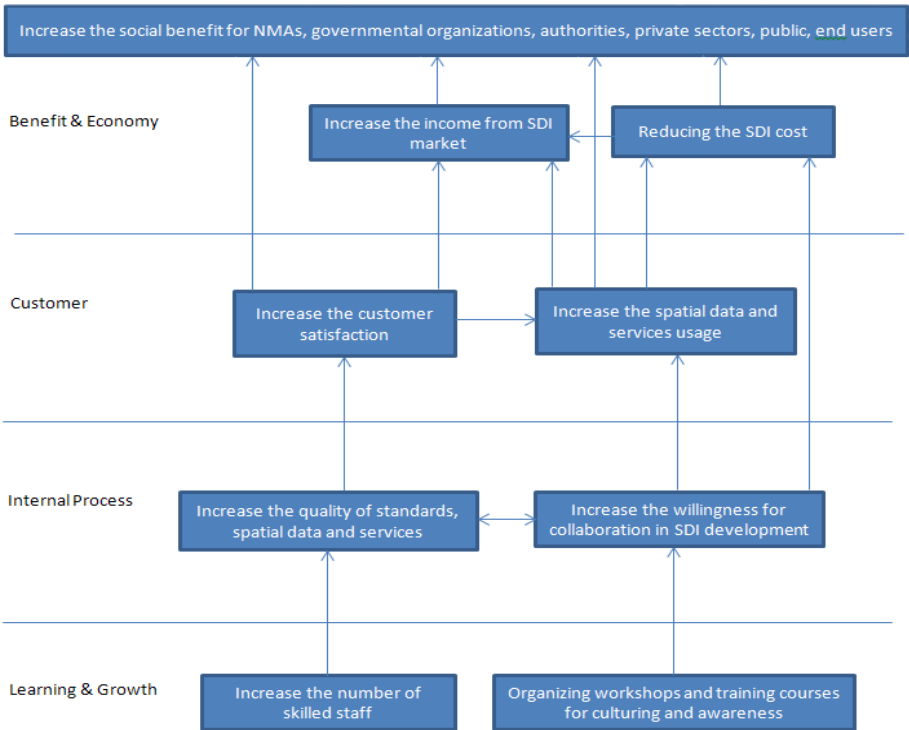 Increase the social benefit for NMAs, governmental organizations, authorities, private sectors, public, end users
Benefit & Economy
Increase the income from SDI
market
Reducing the SDI cost
Customer
Increase the customer
satisfaction
Increase the spatial data and
services usage
Internal Process
Increase the quality of standards,
spatial data and services
Increase the willingness for
collaboration in SDI development
Learning & Growth
Increase the number of
skilled staff
Organizing workshops and training courses
for culturing and awareness